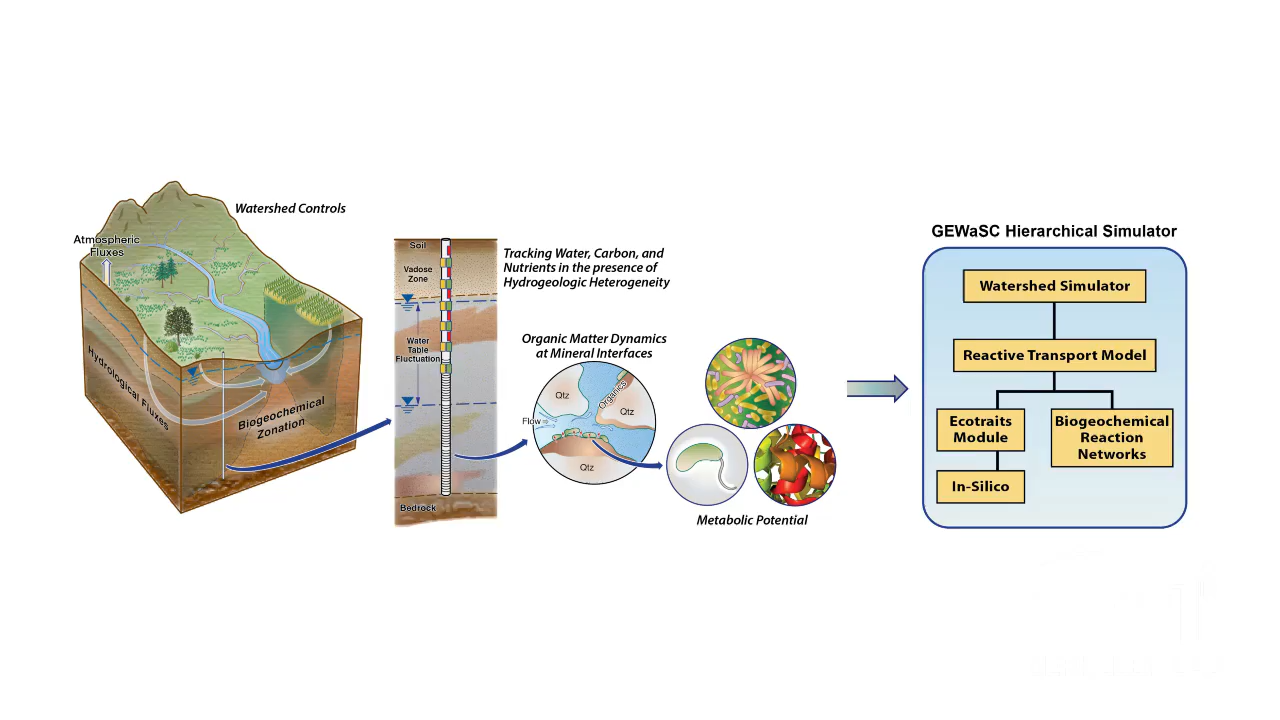 Watershed Controls
Atmospheric
Fluxes
Hydrological Fluxes
Biogeochemical
Zonation
Soil
Vadose
Zone
Water
Table
Fluctuation
Bedrock
Tracking Water, Carbon, and
Nutrients in the presence of
Hydrogeologic Heterogeneity
Organic Matter Dynamics
at Mineral Interfaces
Qtz
Organics
Qtz
Flow
Qtz
Metabolic Potential
GEWaSC Hierarchical Simulator
Watershed Simulator
Reactive Transport Model
Ecotraits
Module
Biogeochemical
Reaction
Networks
In-Silico